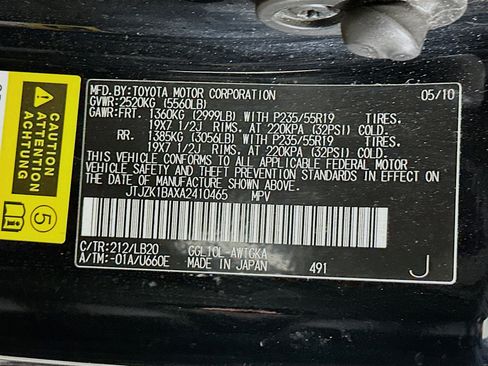 MFD. BY: TOYOTA MOTOR CORPORATION 05/10
GVWR: 2520KG (5560LB)
GAWR: FRT. 1360KG (2999LB) WITH P235/55R19 TIRES.
19X7 1/2J RIMS. AT 220KPA (32PSI) COLD.
RR. 1385KG (3056LB) WITH P235/55R19 TIRES.
19X7 1/2J RIMS. AT 220KPA (32PSI) COLD.
THIS VEHICLE CONFORMS TO ALL APPLICABLE FEDERAL MOTOR
VEHICLE SAFETY AND THEFT PREVENTION STANDARDS IN EFFECT ON
THE DATE OF MANUFACTURE SHOWN ABOVE.
JTJZK1BAXA2410465 MPV
C/TR: 212/LB20 GGL10L-AWTGKA
A/TM: -01A/U660E MADE IN JAPAN 491
J
CAUTION
ATTENTION
ACHTUNG
5